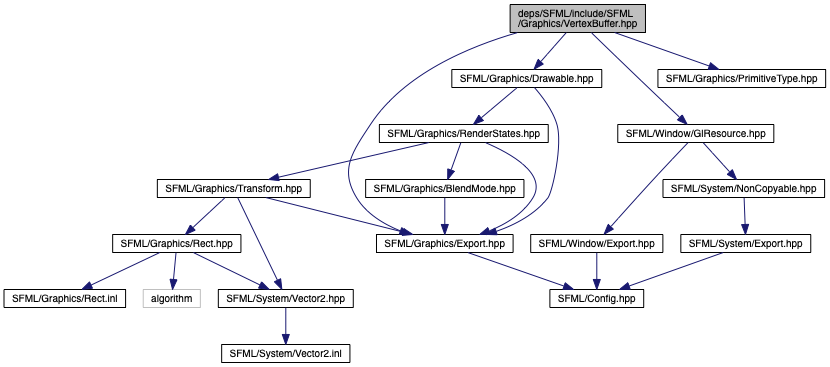 deps/SFML/include/SFML
/Graphics/VertexBuffer.hpp
SFML/Graphics/Drawable.hpp
SFML/Graphics/PrimitiveType.hpp
SFML/Graphics/RenderStates.hpp
SFML/Window/GlResource.hpp
SFML/Graphics/Transform.hpp
SFML/Graphics/BlendMode.hpp
SFML/System/NonCopyable.hpp
SFML/Graphics/Rect.hpp
SFML/Graphics/Export.hpp
SFML/Window/Export.hpp
SFML/System/Export.hpp
SFML/Graphics/Rect.inl
algorithm
SFML/System/Vector2.hpp
SFML/Config.hpp
SFML/System/Vector2.inl